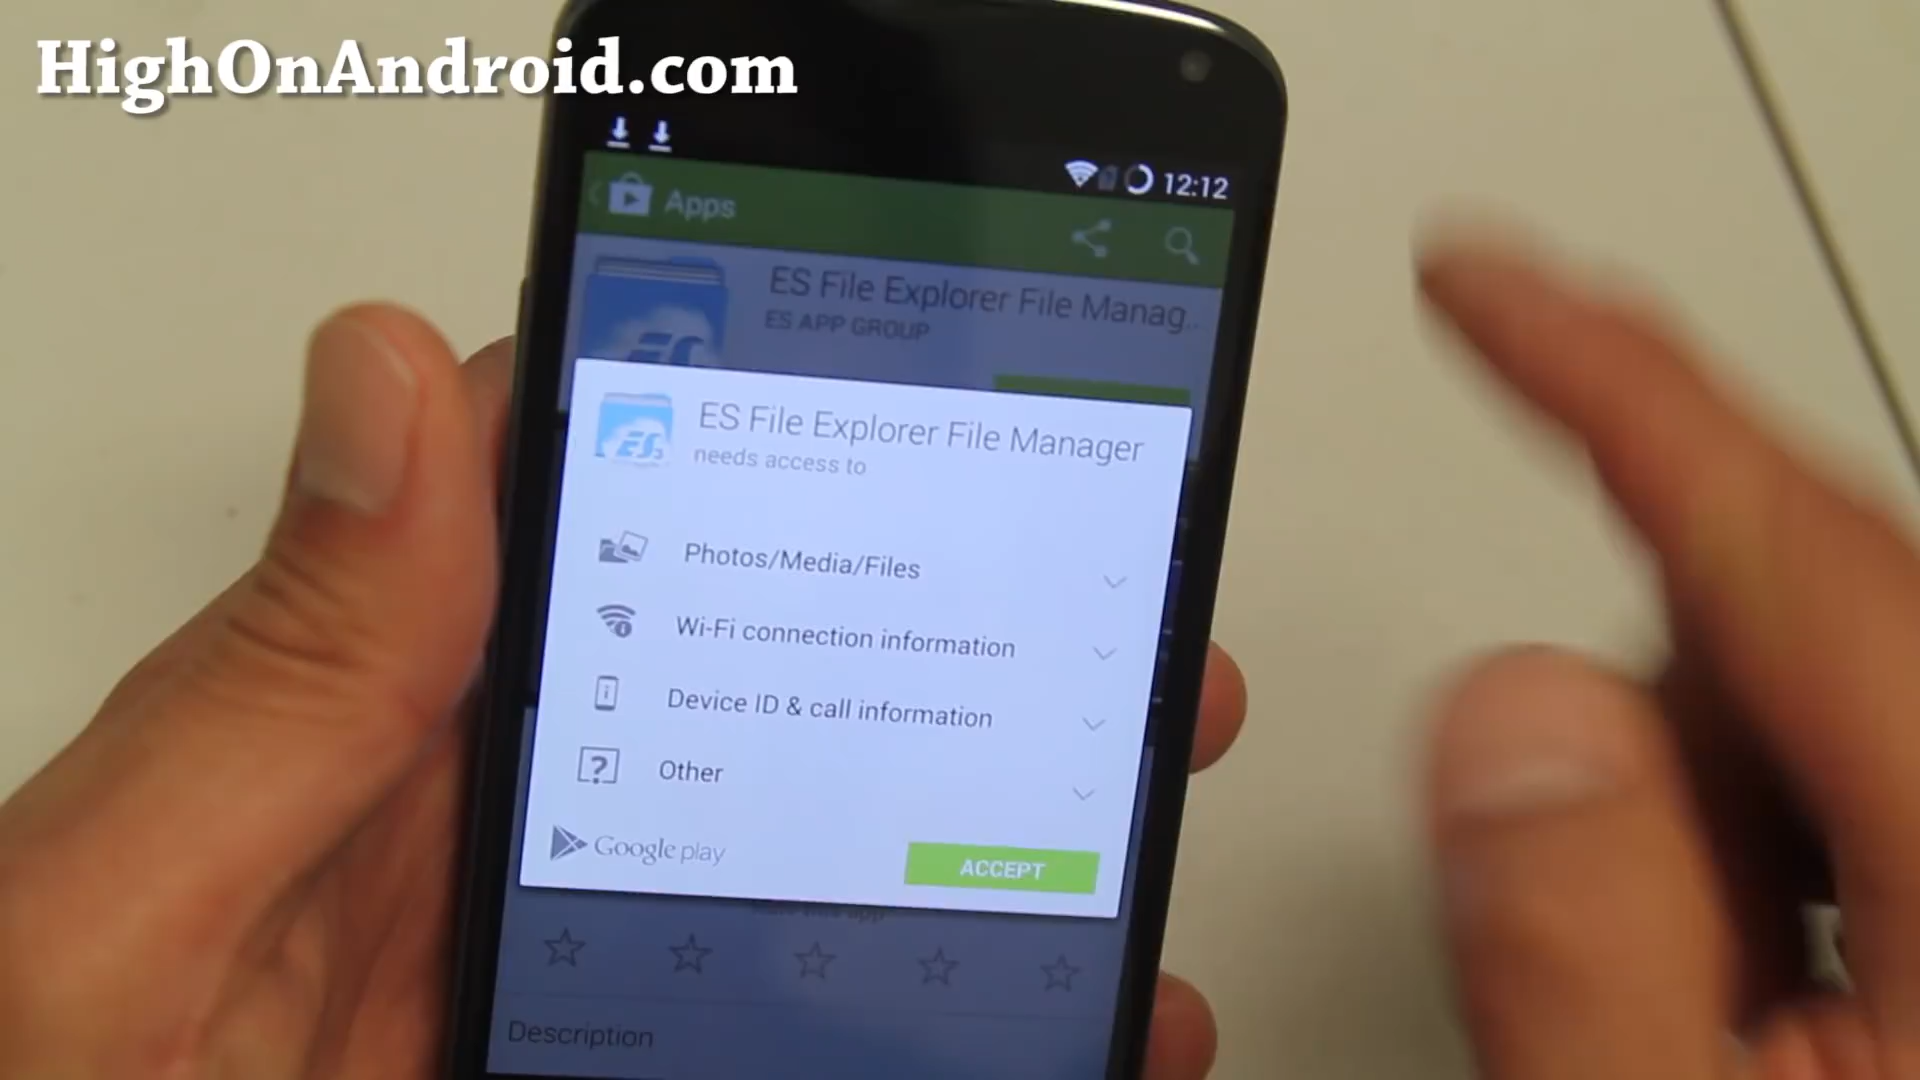 HighOnAndroid.com
12:12
Apps
ES File Explorer File Manag..
ES APP GROUP
ES
ES File Explorer File Manager
needs access to
Photos/Media/Files
Wi-Fi connection information
Device ID & call information
Other
Google play
ACCEPT
Description